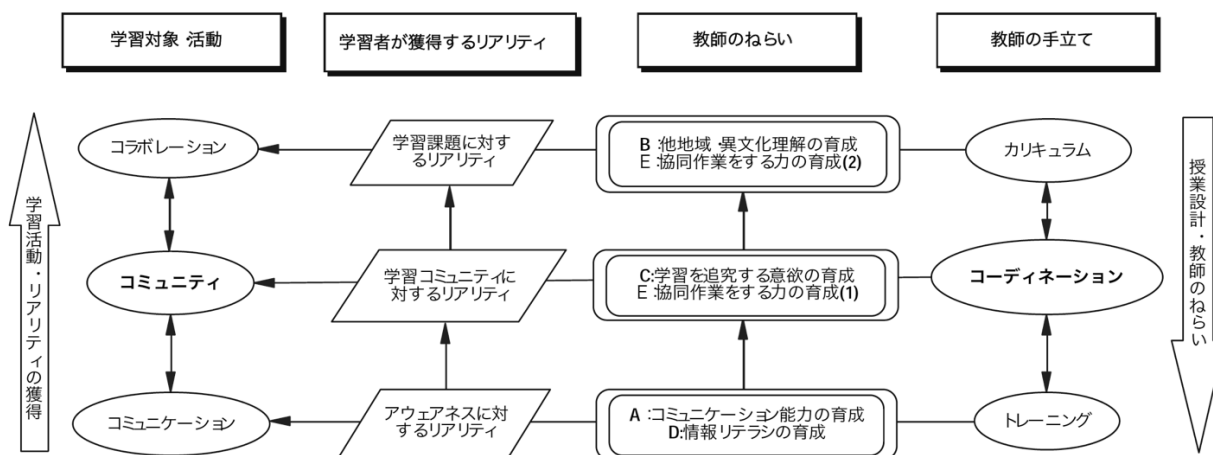 学習対象・活動
学習者が獲得するリアリティ
教師のねらい
教師の手立て
学習活動・リアリティの獲得
コラボレーション
学習課題に対す
るリアリティ
B :他地域・異文化理解の育成
E :協同作業をする力の育成(2)
カリキュラム
コミュニティ
学習コミュニティに
対するリアリティ
C:学習を追究する意欲の育成
E :協同作業をする力の育成(1)
コーディネーション
コミュニケーション
アウェアネスに対
するリアリティ
A :コミュニケーション能力の育成
D:情報リテラシの育成
トレーニング
授業設計・教師のねらい